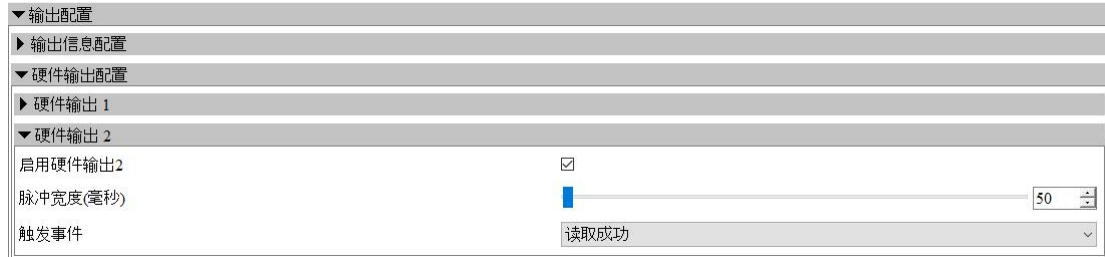 输出配置
输出信息配置
硬件输出配置
硬件输出 1
硬件输出 2
启用硬件输出2
脉冲宽度(毫秒) 50
触发事件 读取成功